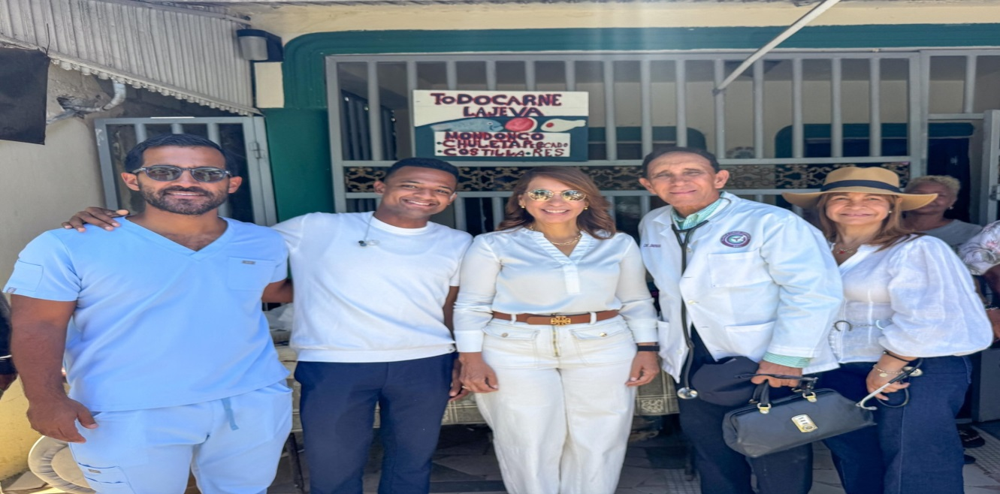 TODOCARNE
LAJEVA
MONDONGO
·CHULETA PESCADO
·COSTILLA·RES